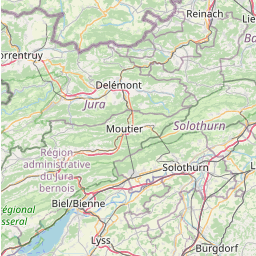 Reinach
Lie
orrentruy
Delémont
Ba
Jura
Moutier
Solothurn
Région
administrative
du Jura
bernois
Solothurn
L
Biel/Bienne
égional
sseral
Lyss
Burgdorf